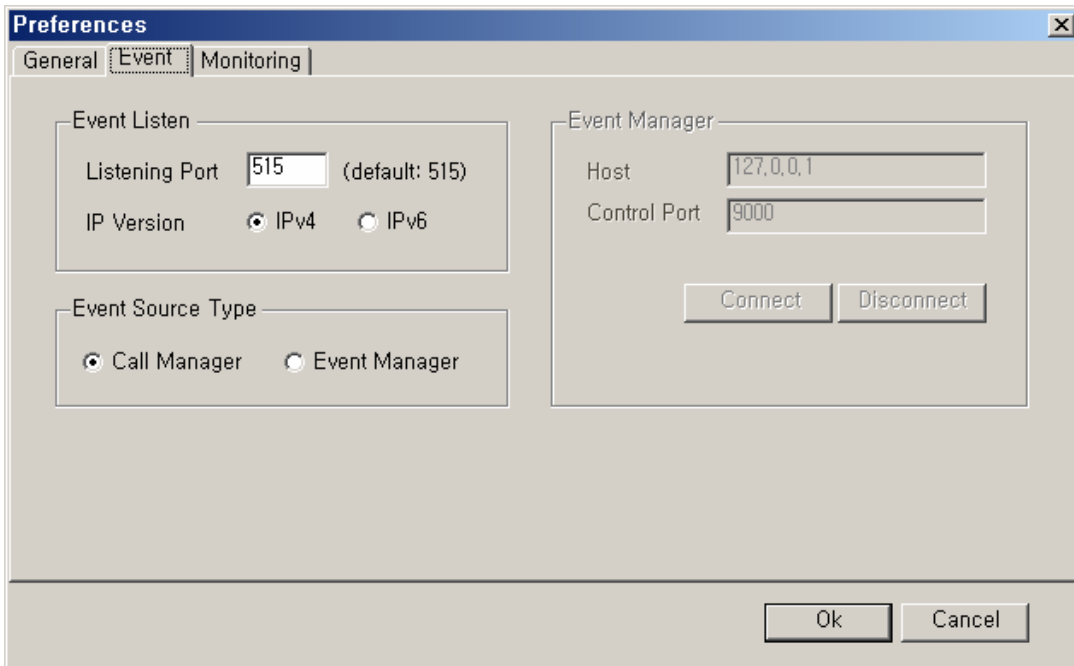 Preferences
General Event Monitoring
Event Listen
Listening Port 515 (default: 515)
IP Version IPv4 IPv6
Event Source Type
Call Manager Event Manager
Event Manager
Host 127.0.0.1
Control Port 9000
Connect Disconnect
Ok Cancel